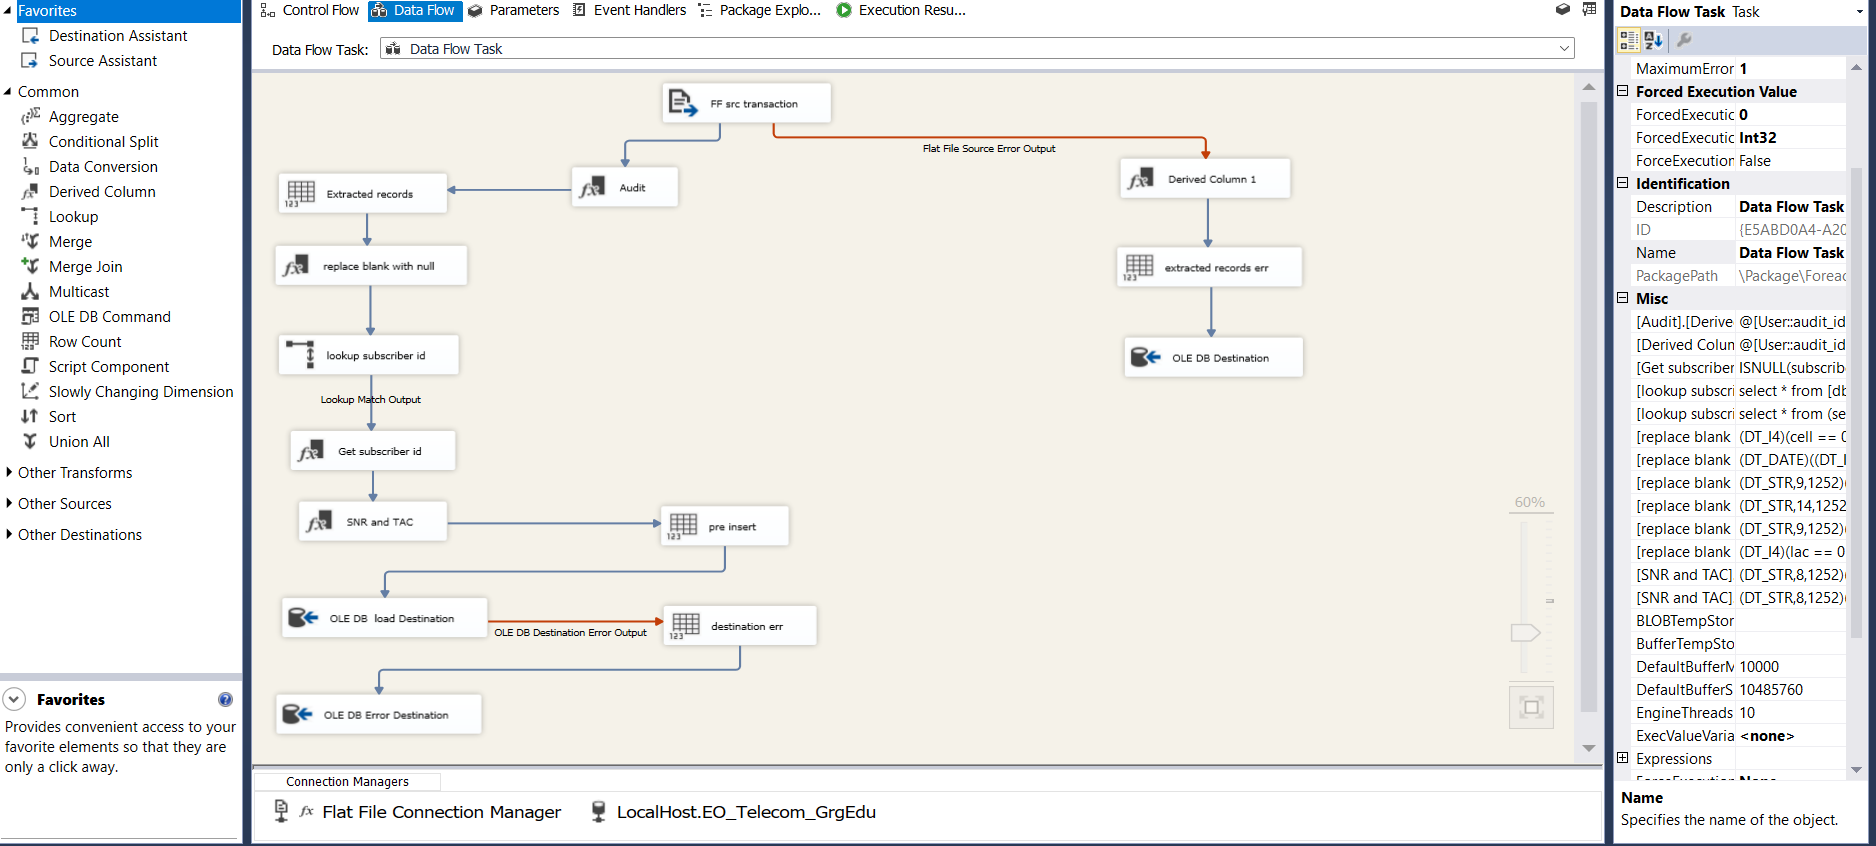 Favorites
Destination Assistant
Source Assistant
Common
Aggregate
Conditional Split
Data Conversion
Derived Column
Lookup
Merge
Merge Join
Multicast
OLE DB Command
Row Count
Script Component
Slowly Changing Dimension
Sort
Union All
Other Transforms
Other Sources
Other Destinations
Favorites
Provides convenient access to your
favorite elements so that they are
only a click away.
Control Flow
Data Flow
Parameters
Event Handlers
Package Explo...
Execution Resu...
Data Flow Task:
Data Flow Task
FF src transaction
Flat File Source Error Output
Audit
Derived Column 1
Extracted records
replace blank with null
extracted records err
lookup subscriber id
OLE DB Destination
Lookup Match Output
Get subscriber id
SNR and TAC
pre insert
OLE DB  load Destination
OLE DB Destination Error Output
destination err
OLE DB Error Destination
60%
Connection Managers
Flat File Connection Manager
LocalHost.EO_Telecom_GrgEdu
Data Flow Task Task
MaximumError 1
Forced Execution Value
ForcedExecutic 0
ForcedExecutic Int32
ForceExecution False
Identification
Description Data Flow Task
ID {E5ABD0A4-A20
Name Data Flow Task
PackagePath \Package\Foreac
Misc
[Audit].[Derive @[User::audit_id
[Derived Colun @[User::audit_id
[Get subscriber ISNULL(subscribe
[lookup subscri select * from [db
[lookup subscri select * from (se
[replace blank (DT_I4)(cell == 0
[replace blank (DT_DATE)((DT_I
[replace blank (DT_STR,9,1252)(
[replace blank (DT_STR,14,1252
[replace blank (DT_STR,9,1252)(
[replace blank (DT_I4)(lac == 0
[SNR and TAC] (DT_STR,8,1252)(
[SNR and TAC] (DT_STR,8,1252)(
BLOBTempStor
BufferTempSto
DefaultBufferM 10000
DefaultBufferS 10485760
EngineThreads 10
ExecValueVaria <none>
Expressions
Name
Specifies the name of the object.